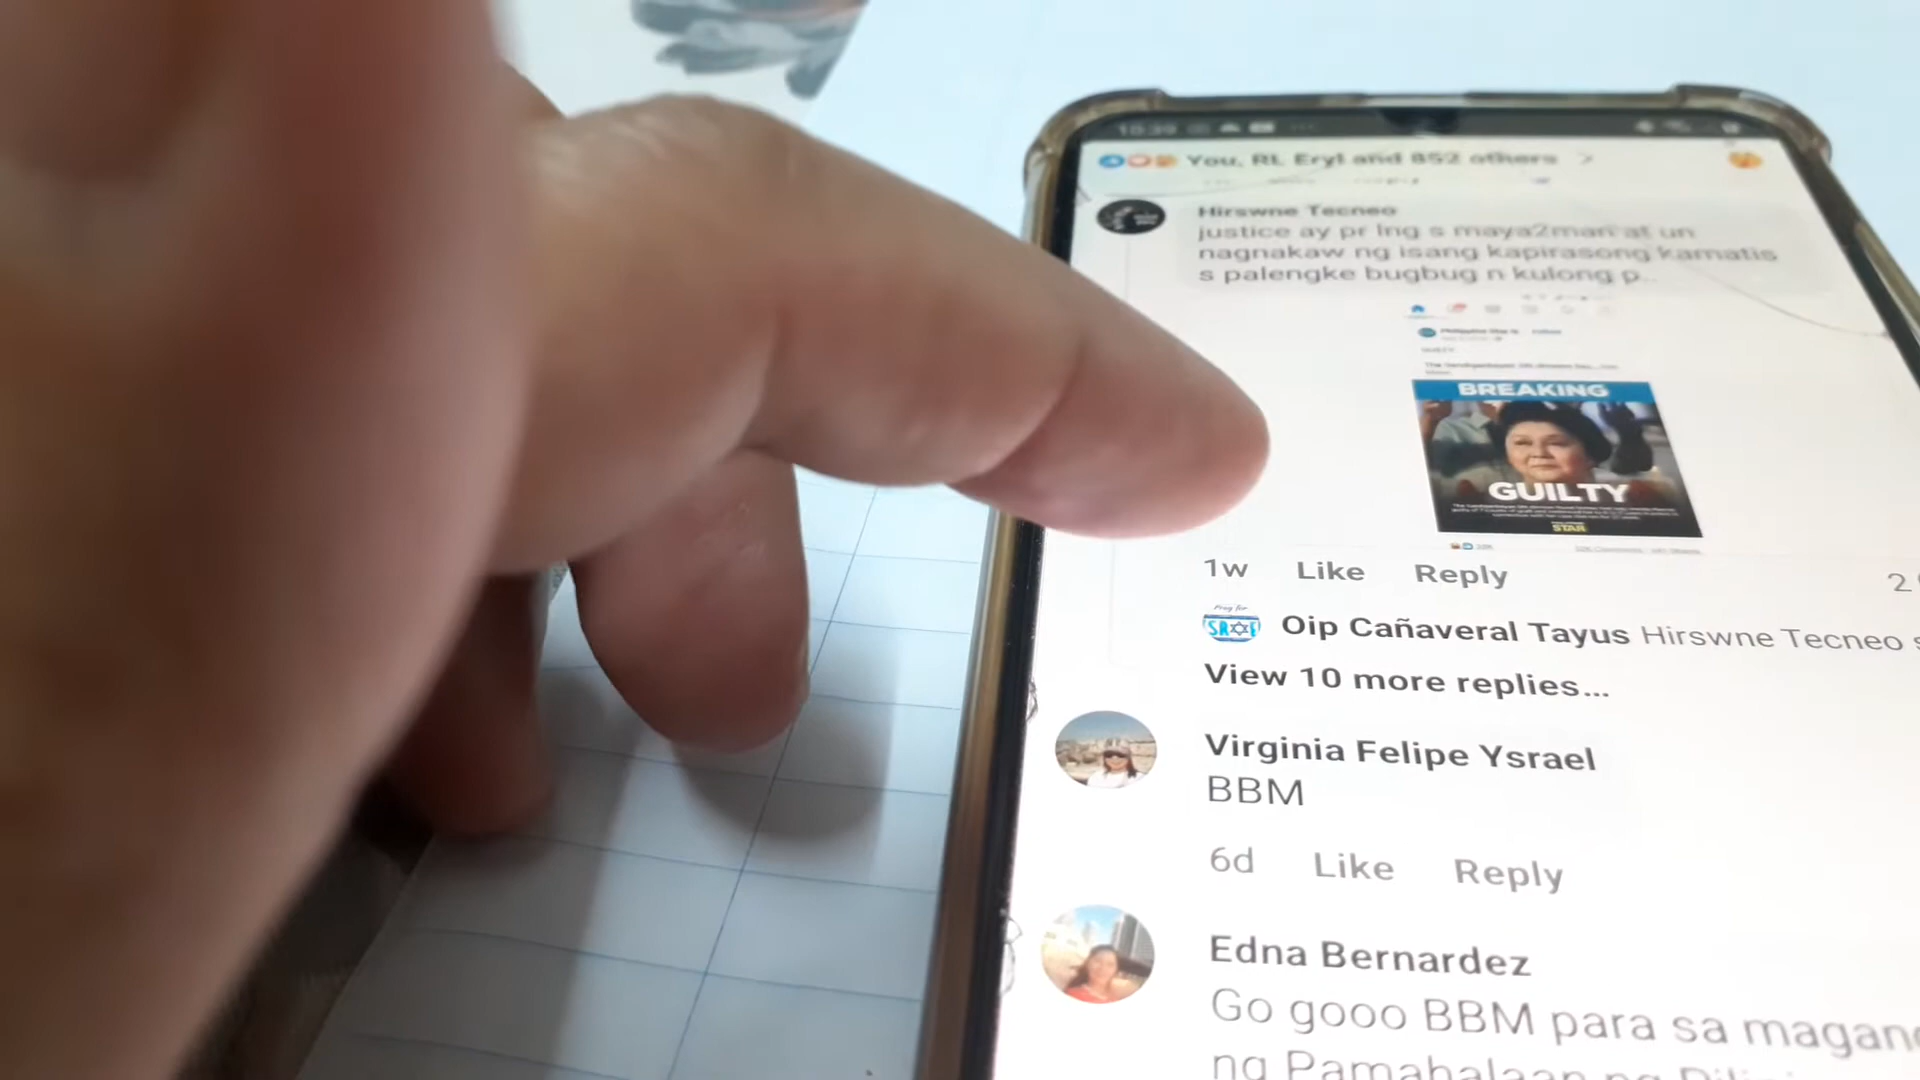 You, RL Eryl and 852 others
Hirswne Tecneo
justice ay pr lng s maya2man at un
nagnakaw ng isang kapirasong kamatis
s palengke bugbug n kulong p...
BREAKING
GUILTY
STAR
1w Like Reply
Oip Cañaveral Tayus Hirswne Tecneo s
View 10 more replies...
Virginia Felipe Ysrael
BBM
6d Like Reply
Edna Bernardez
Go gooo BBM para sa magand
ng Pamahalaan ng